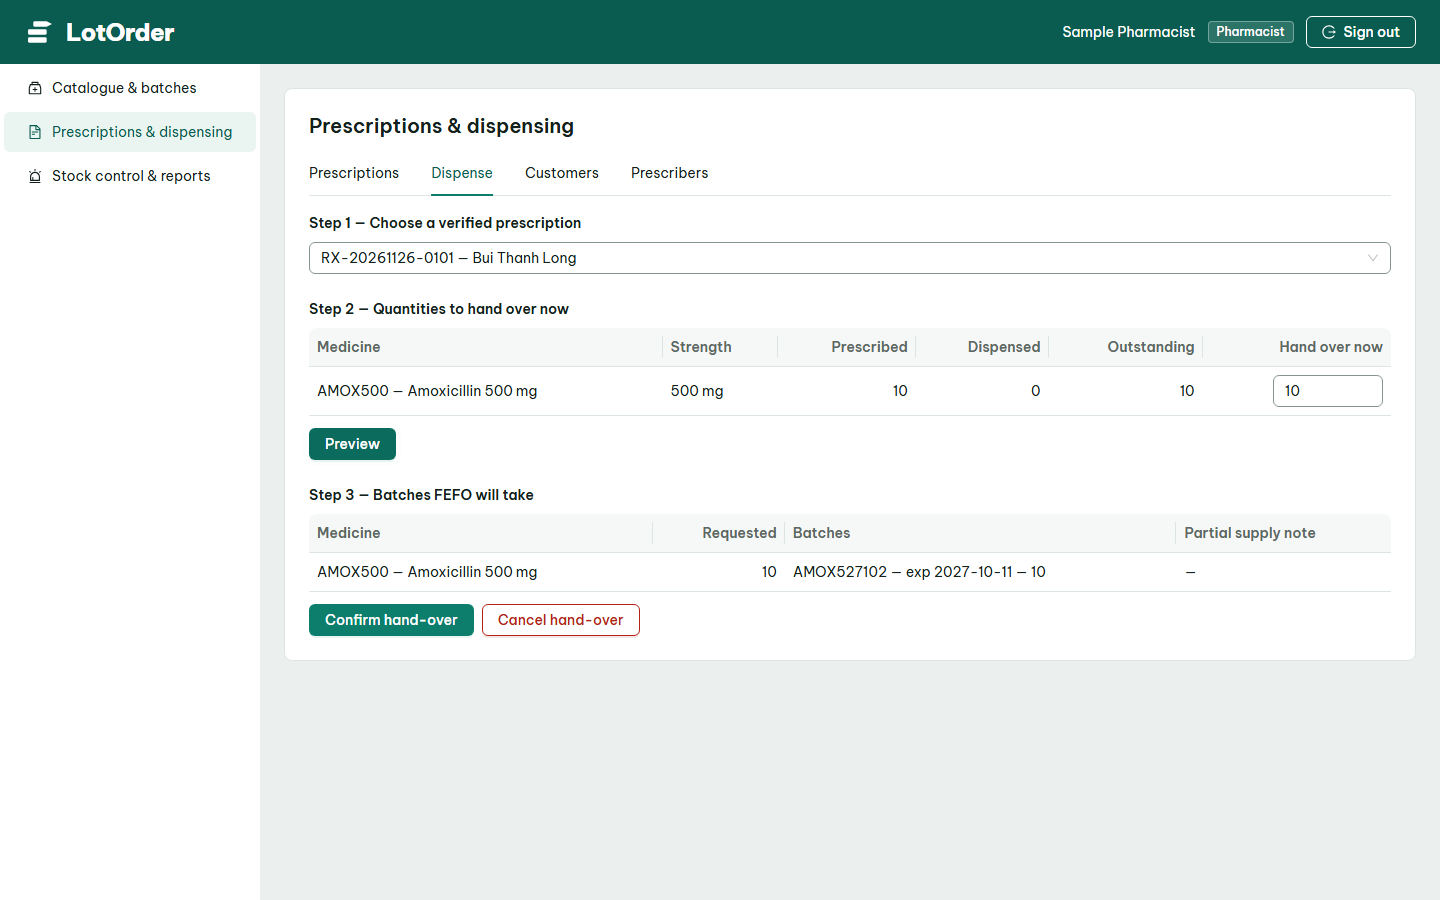 LotOrder
Sample Pharmacist Pharmacist Sign out
Catalogue & batches
Prescriptions & dispensing
Stock control & reports
Prescriptions & dispensing
Prescriptions Dispense Customers Prescribers
Step 1 – Choose a verified prescription
RX-20261126-0101 – Bui Thanh Long
Step 2 – Quantities to hand over now
Medicine Strength Prescribed Dispensed Outstanding Hand over now
AMOX500 – Amoxicillin 500 mg 500 mg 10 0 10 10
Preview
Step 3 – Batches FEFO will take
Medicine Requested Batches Partial supply note
AMOX500 – Amoxicillin 500 mg 10 AMOX527102 – exp 2027-10-11 – 10 –
Confirm hand-over Cancel hand-over